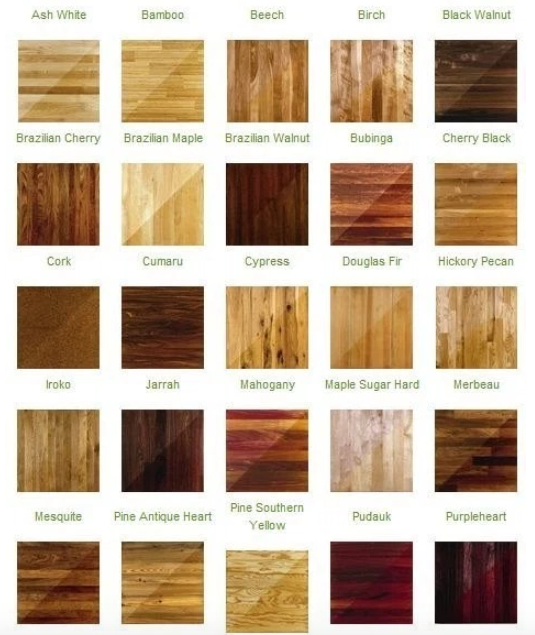 Ash White
Bamboo
Beech
Birch
Black Walnut
Brazilian Cherry
Brazilian Maple
Brazilian Walnut
Bubinga
Cherry Black
Cork
Cumaru
Cypress
Douglas Fir
Hickory Pecan
Iroko
Jarrah
Mahogany
Maple Sugar Hard
Merbeau
Mesquite
Pine Antique Heart
Pine Southern
Yellow
Pudauk
Purpleheart